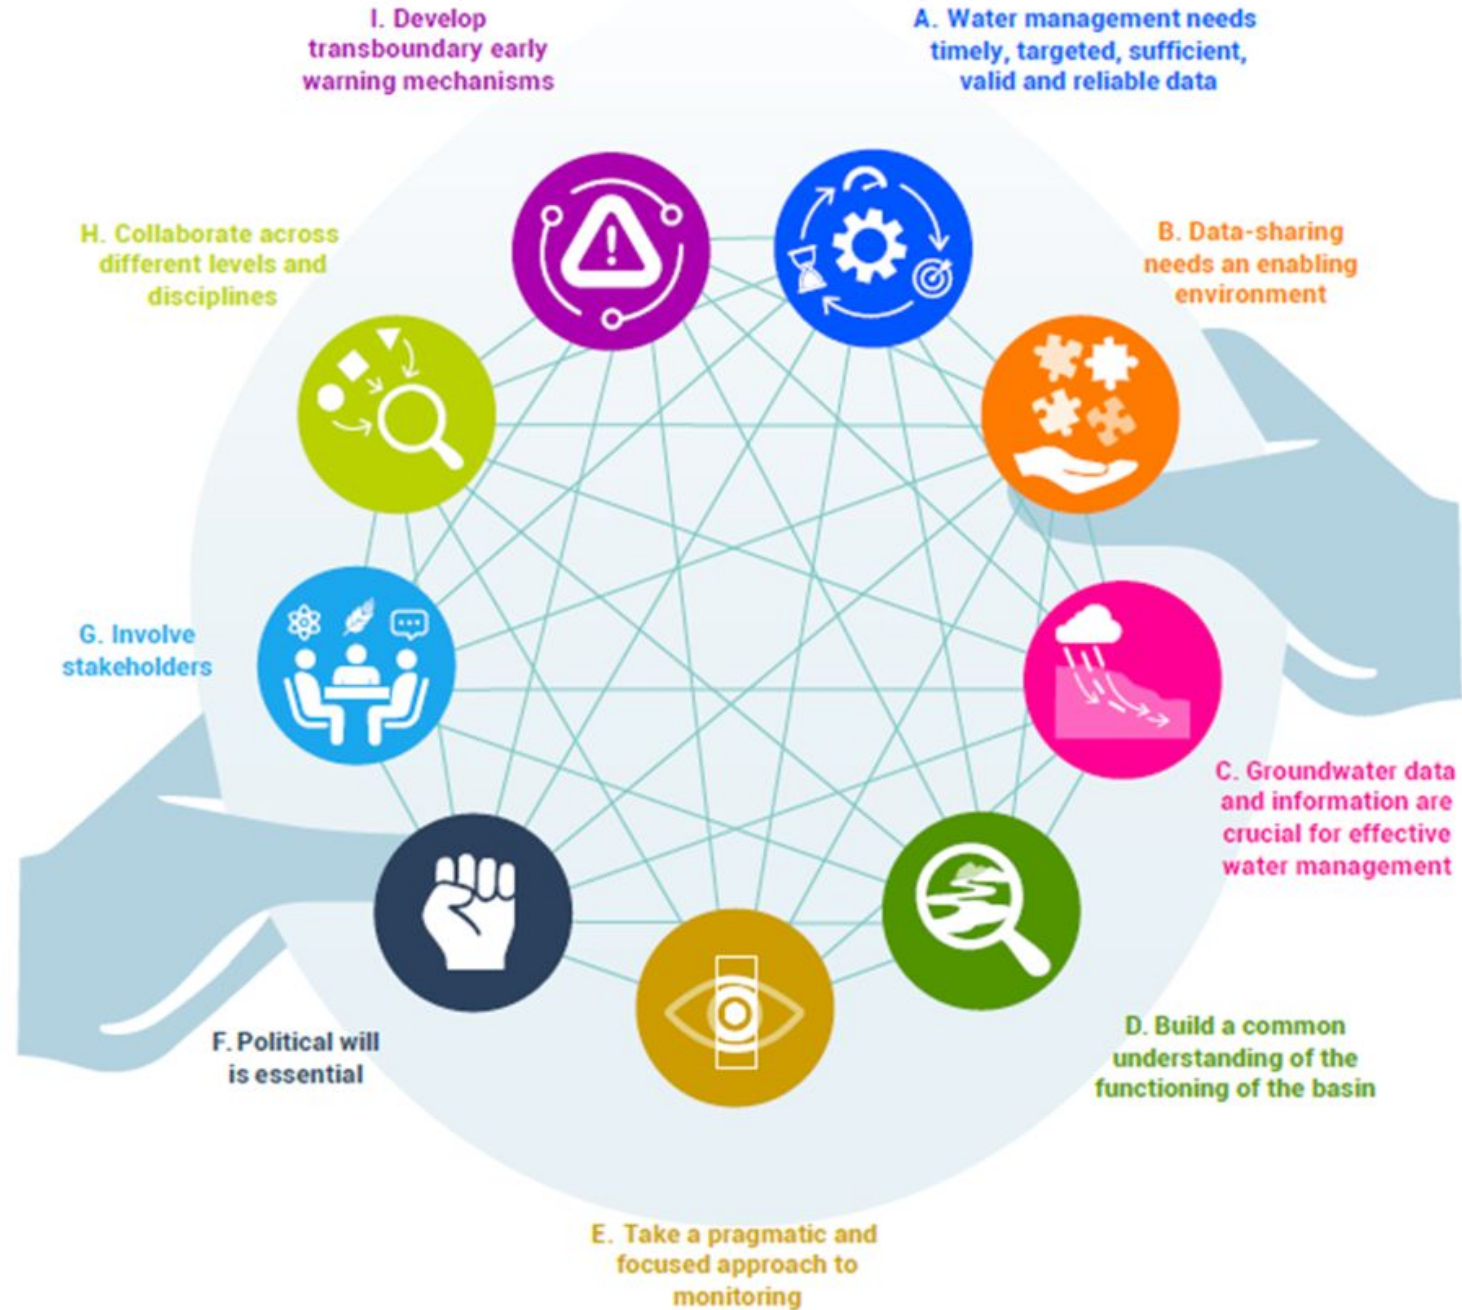 I. Develop
transboundary early
warning mechanisms
A. Water management needs
timely, targeted, sufficient,
valid and reliable data
H. Collaborate across
different levels and
disciplines
B. Data-sharing
needs an enabling
environment
G. Involve
stakeholders
C. Groundwater data
and information are
crucial for effective
water management
F. Political will
is essential
D. Build a common
understanding of the
functioning of the basin
E. Take a pragmatic and
focused approach to
monitoring